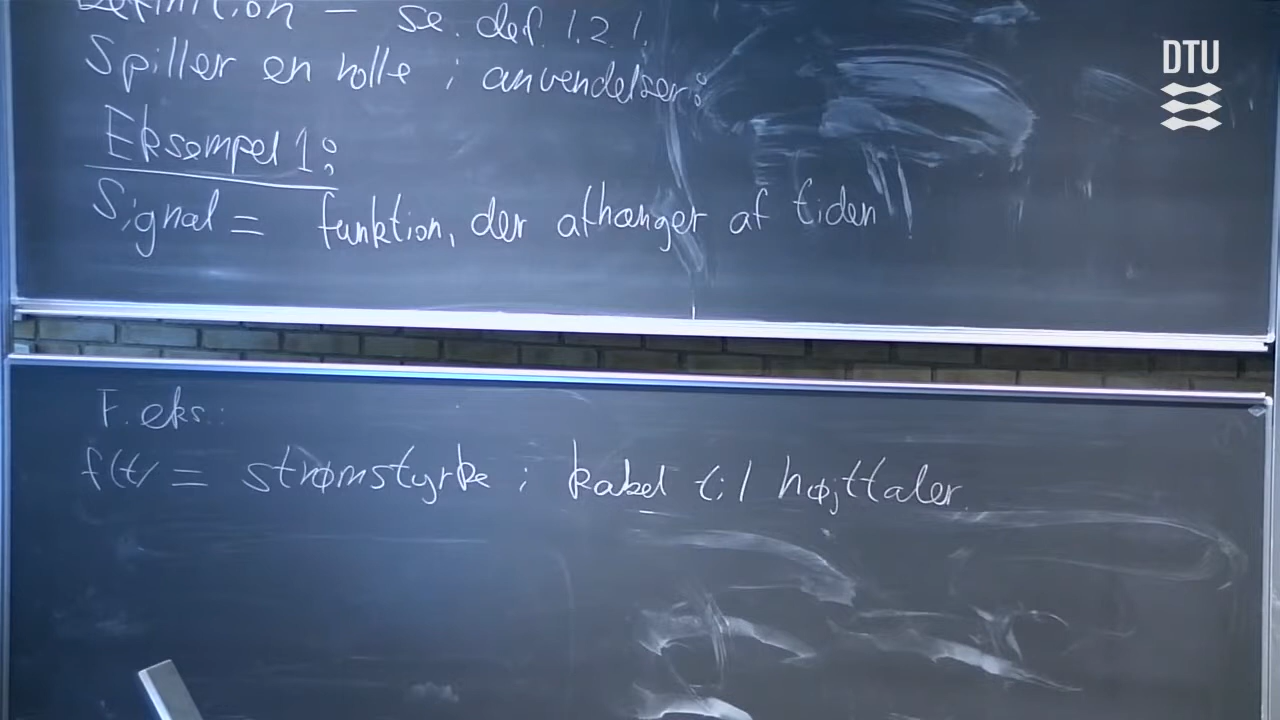 Definition - se. def. 1.2.1.
Spiller en rolle i anvendelser:
DTU
Eksempel 1:
Signal = funktion, der afhænger af tiden
F.eks.:
f(t) = strømstyrke i kabel til højttaler.